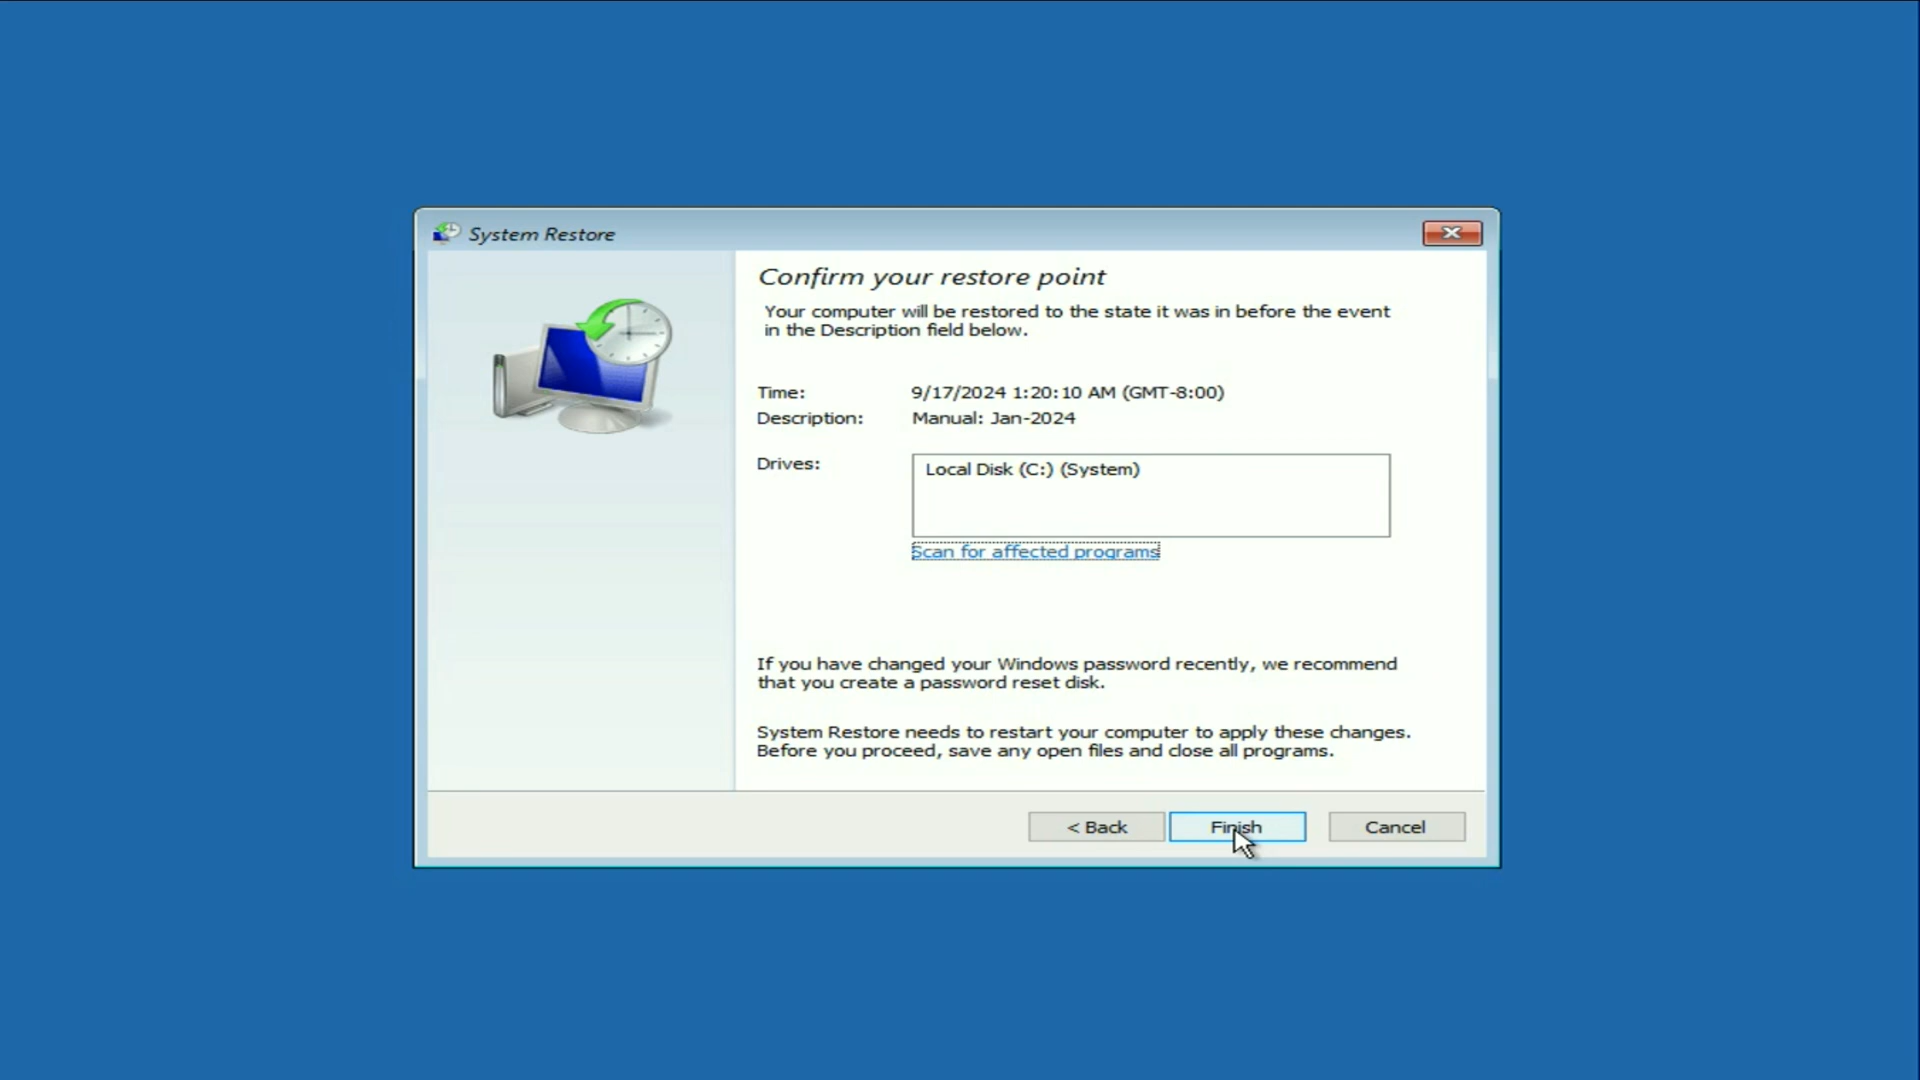 System Restore
Confirm your restore point
Your computer will be restored to the state it was in before the event
in the Description field below.
Time: 9/17/2024 1:20:10 AM (GMT-8:00)
Description: Manual: Jan-2024
Drives: Local Disk (C:) (System)
Scan for affected programs
If you have changed your Windows password recently, we recommend
that you create a password reset disk.
System Restore needs to restart your computer to apply these changes.
Before you proceed, save any open files and close all programs.
< Back Finish Cancel